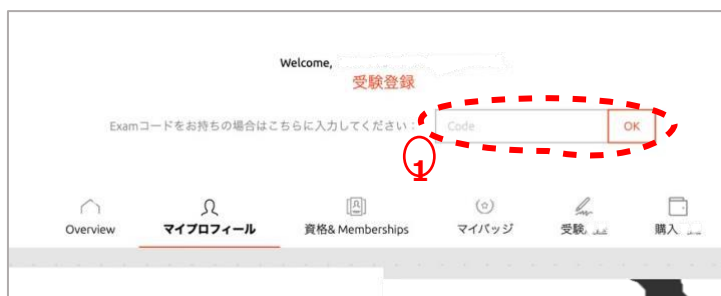 Welcome,
受験登録
Examコードをお持ちの場合はこちらに入力してください：
Code
OK
1
Overview
マイプロフィール
資格& Memberships
マイバッジ
受験
購入